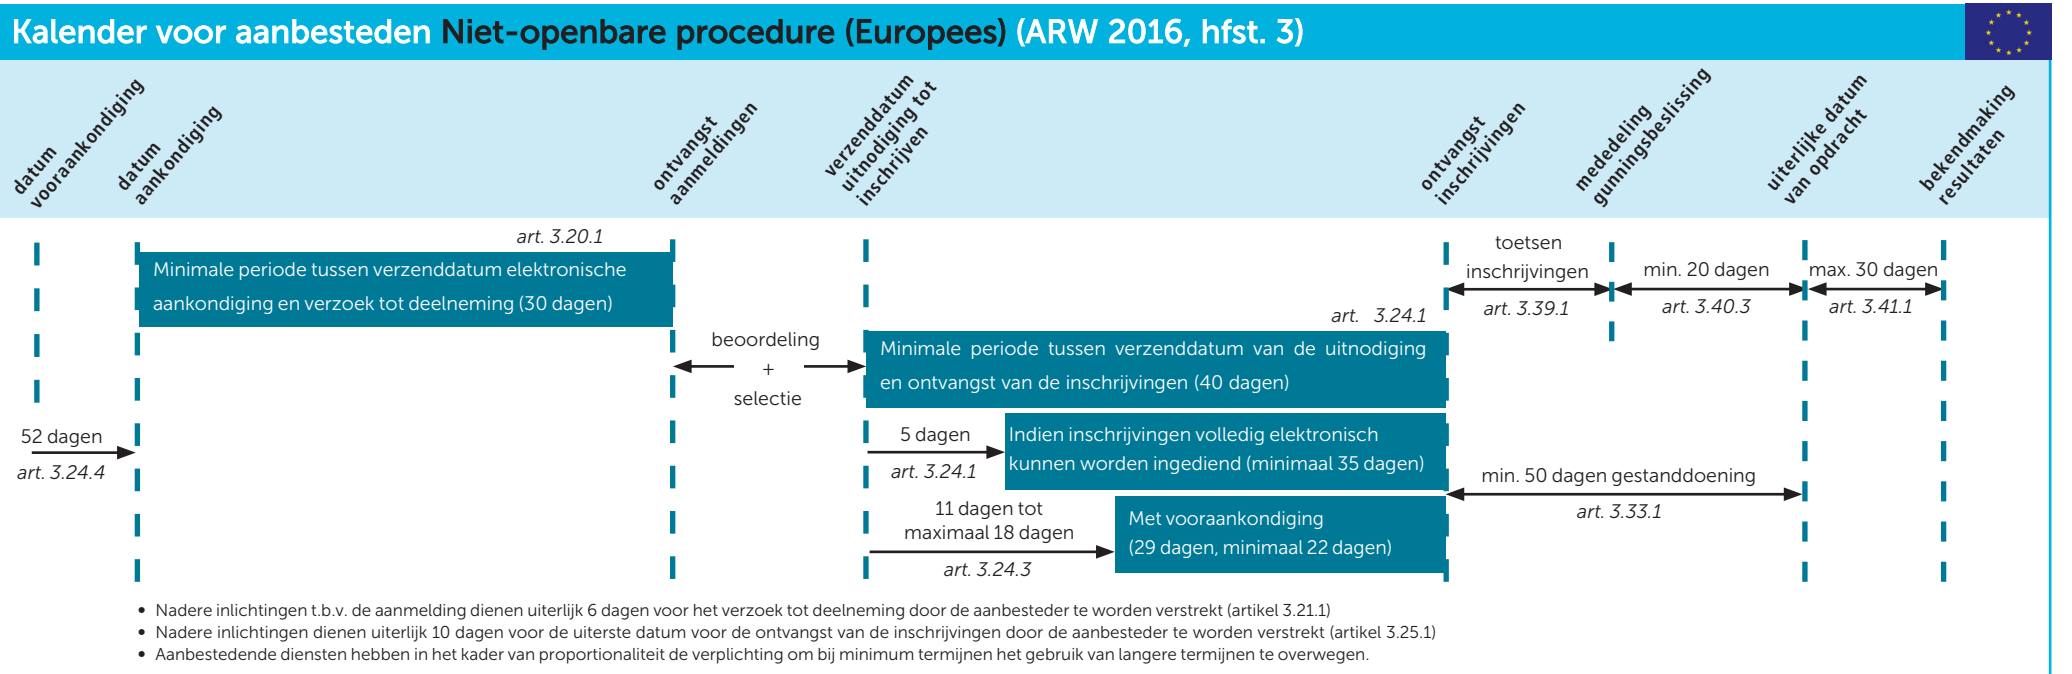 Kalender voor aanbesteden Niet-openbare procedure (Europees) (ARW 2016, hfst. 3)
datum
vooraankondiging
datum
aankondiging
ontvangst
aanmeldingen
verzenddatum
uitnodiging tot
inschrijven
ontvangst
inschrijvingen
mededeling
gunningsbeslissing
uiterlijke datum
van opdracht
bekendmaking
resultaten
art. 3.20.1
Minimale periode tussen verzenddatum elektronische
aankondiging en verzoek tot deelneming (30 dagen)
toetsen
inschrijvingen
art. 3.39.1
min. 20 dagen
art. 3.40.3
max. 30 dagen
art. 3.41.1
beoordeling
+
selectie
art. 3.24.1
Minimale periode tussen verzenddatum van de uitnodiging
en ontvangst van de inschrijvingen (40 dagen)
52 dagen
art. 3.24.4
5 dagen
art. 3.24.1
Indien inschrijvingen volledig elektronisch
kunnen worden ingediend (minimaal 35 dagen)
min. 50 dagen gestanddoening
art. 3.33.1
11 dagen tot
maximaal 18 dagen
art. 3.24.3
Met vooraankondiging
(29 dagen, minimaal 22 dagen)
• Nadere inlichtingen t.b.v. de aanmelding dienen uiterlijk 6 dagen voor het verzoek tot deelneming door de aanbesteder te worden verstrekt (artikel 3.21.1)
• Nadere inlichtingen dienen uiterlijk 10 dagen voor de uiterste datum voor de ontvangst van de inschrijvingen door de aanbesteder te worden verstrekt (artikel 3.25.1)
• Aanbestedende diensten hebben in het kader van proportionaliteit de verplichting om bij minimum termijnen het gebruik van langere termijnen te overwegen.